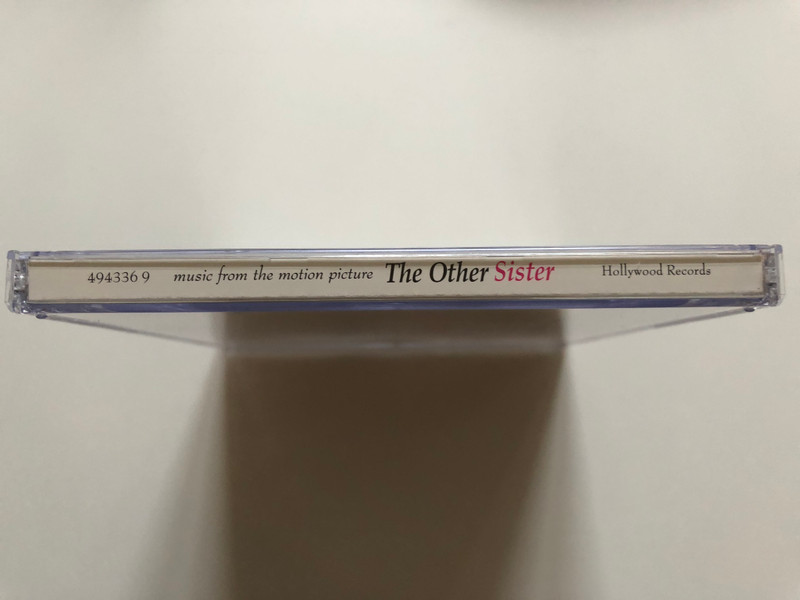 494336 9 music from the motion picture The Other Sister Hollywood Records